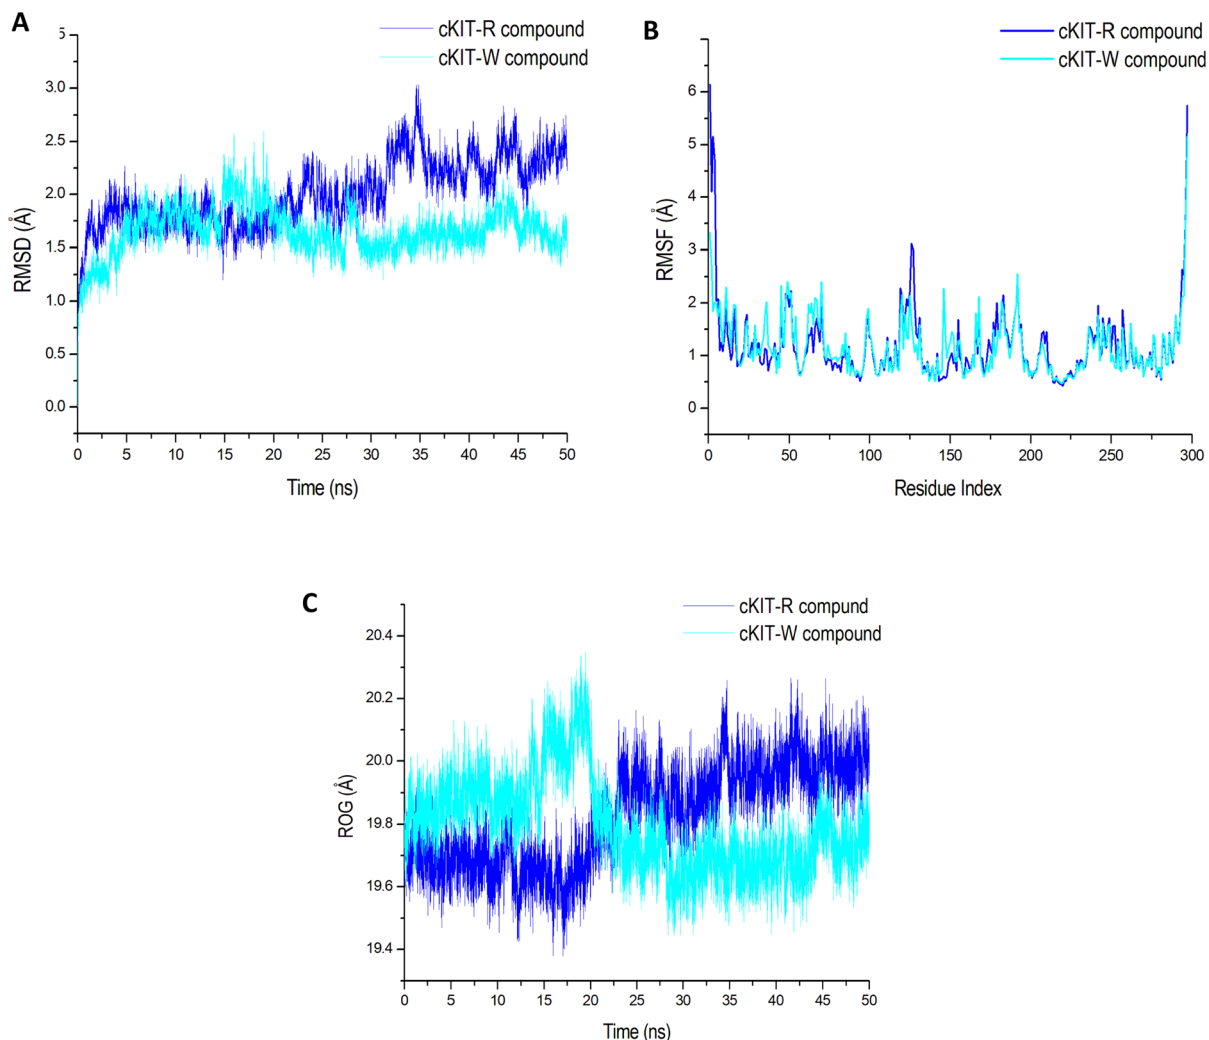 A
cKIT-R compound
cKIT-W compound
5
3.0
2.5
2.0
1.5
1.0
0.5
0.0
RMSD (Å)
0 5 10 15 20 25 30 35 40 45 50
Time (ns)
B
cKIT-R compound
cKIT-W compound
6
5
4
3
2
1
0
RMSF (Å)
0 50 100 150 200 250 300
Residue Index
C
cKIT-R compund
cKIT-W compound
20.4
20.2
20.0
19.8
19.6
19.4
ROG (Å)
0 5 10 15 20 25 30 35 40 45 50
Time (ns)